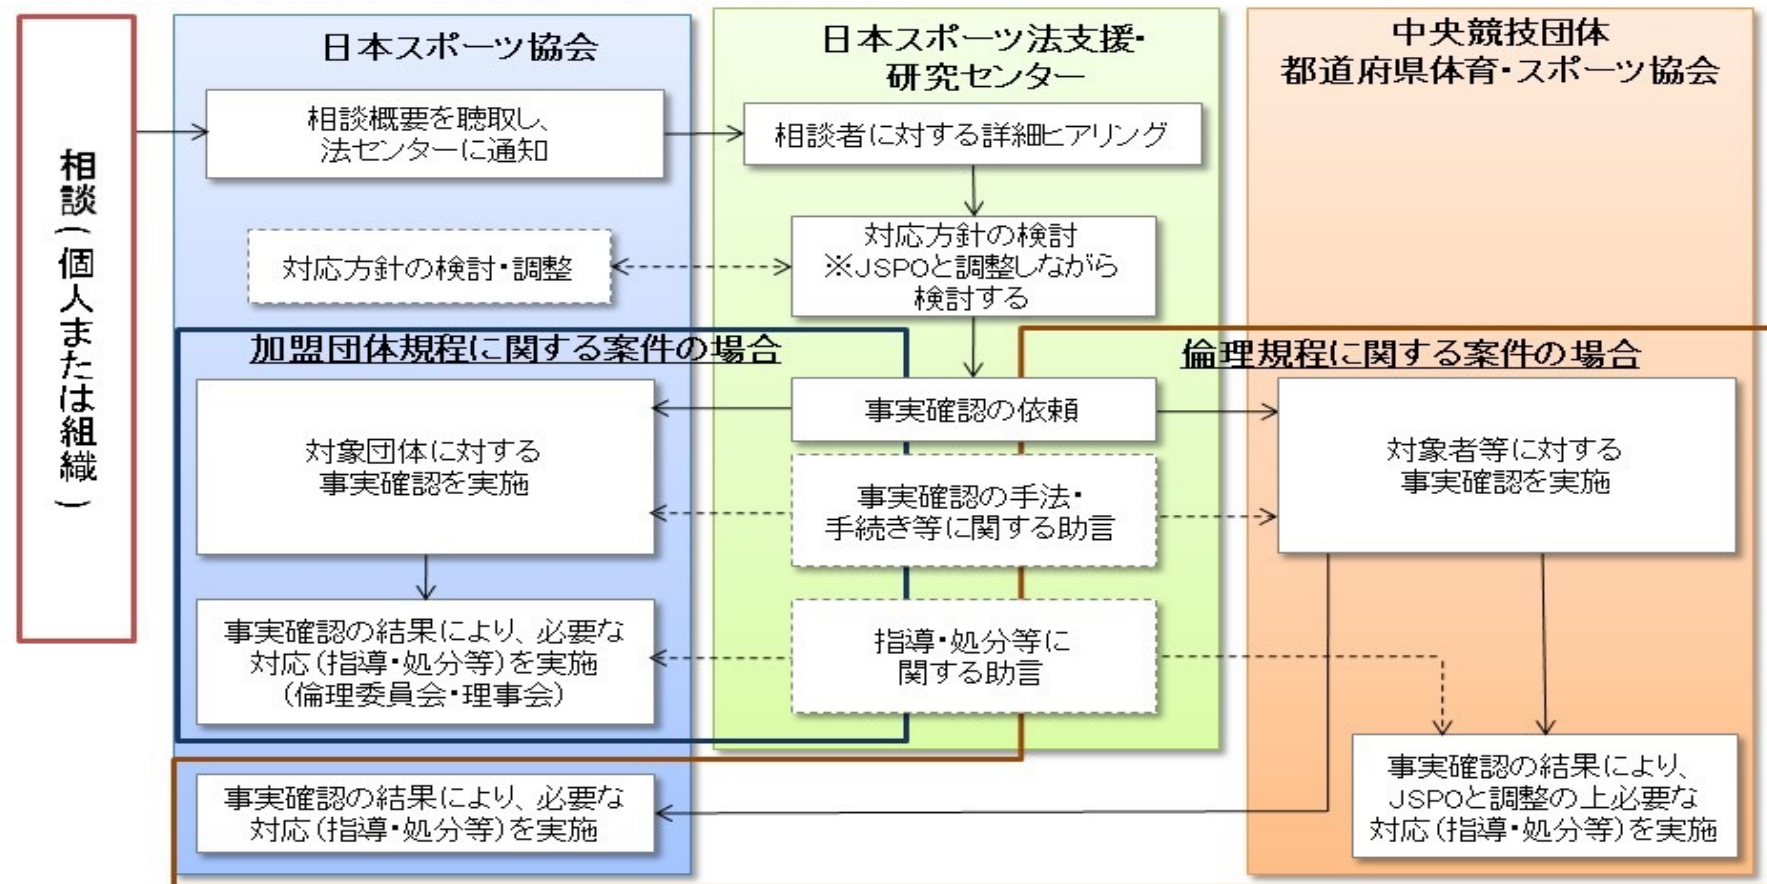 相談(個人または組織)
日本スポーツ協会
相談概要を聴取し、
法センターに通知
対応方針の検討・調整
日本スポーツ法支援・
研究センター
相談者に対する詳細ヒアリング
対応方針の検討
※JSPOと調整しながら
検討する
中央競技団体
都道府県体育・スポーツ協会
加盟団体規程に関する案件の場合
倫理規程に関する案件の場合
事実確認の依頼
対象団体に対する
事実確認を実施
事実確認の手法・
手続き等に関する助言
対象者等に対する
事実確認を実施
事実確認の結果により、必要な
対応(指導・処分等)を実施
(倫理委員会・理事会)
指導・処分等に
関する助言
事実確認の結果により、必要な
対応(指導・処分等)を実施
事実確認の結果により、
JSPOと調整の上必要な
対応(指導・処分等)を実施